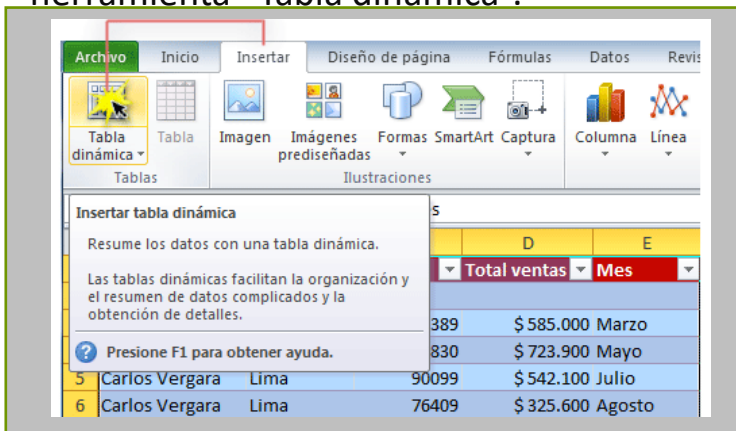 herramienta "Tabla dinámica".
Archivo Inicio Insertar Diseño de página Fórmulas Datos Revis
Tabla dinámica Tabla Imagen Imágenes prediseñadas Formas SmartArt Captura Columna Línea
Tablas Ilustraciones
Insertar tabla dinámica
Resume los datos con una tabla dinámica.
Las tablas dinámicas facilitan la organización y
el resumen de datos complicados y la
obtención de detalles.
Presione F1 para obtener ayuda.
s
D E
Total ventas Mes
389 $ 585.000 Marzo
830 $ 723.900 Mayo
5 Carlos Vergara Lima 90099 $ 542.100 Julio
6 Carlos Vergara Lima 76409 $ 325.600 Agosto